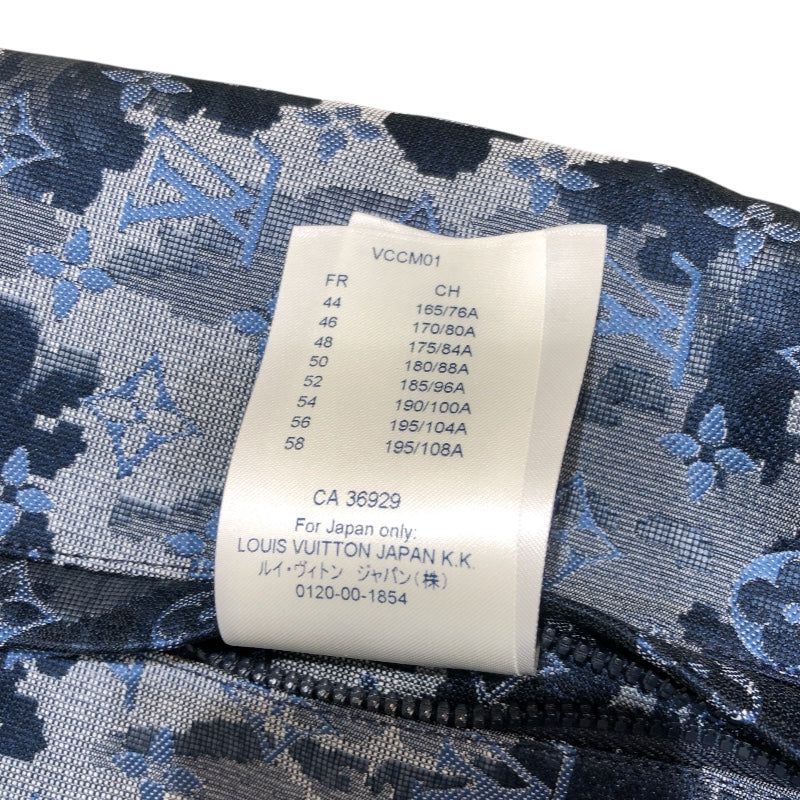 VCCM01
FR CH
44 165/76A
46 170/80A
48 175/84A
50 180/88A
52 185/96A
54 190/100A
56 195/104A
58 195/108A
CA 36929
For Japan only:
LOUIS VUITTON JAPAN K.K.
ルイ・ヴィトン ジャパン(株)
0120-00-1854